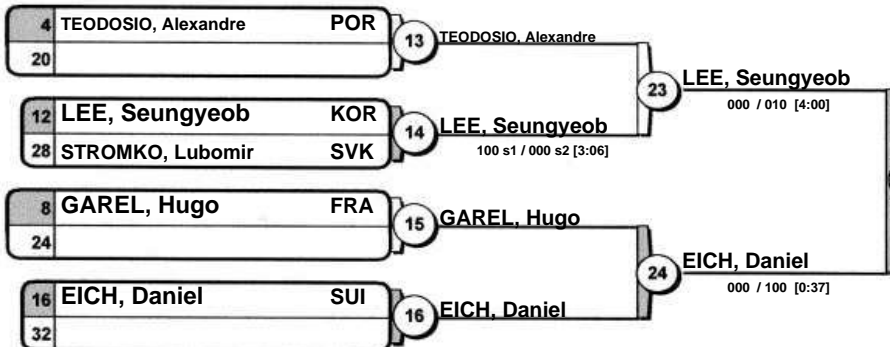 4 TEODOSIO, Alexandre POR
20
13 TEODOSIO, Alexandre
12 LEE, Seungyeob KOR
28 STROMKO, Lubomir SVK
14 LEE, Seungyeob
100 s1 / 000 s2 [3:06]
23 LEE, Seungyeob
000 / 010 [4:00]
8 GAREL, Hugo FRA
24
15 GAREL, Hugo
16 EICH, Daniel SUI
32
16 EICH, Daniel
24 EICH, Daniel
000 / 100 [0:37]